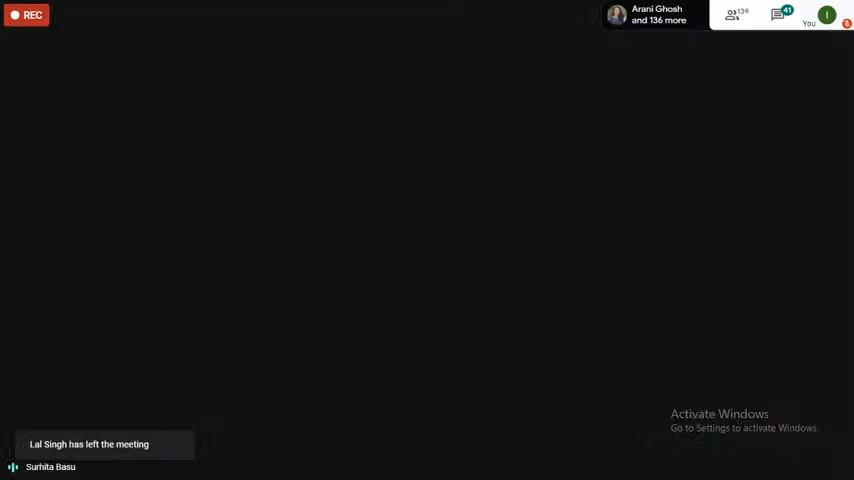 REC
Arani Ghosh
and 136 more
139
41
You
I
Activate Windows
Go to Settings to activate Windows.
Lal Singh has left the meeting
Surhita Basu